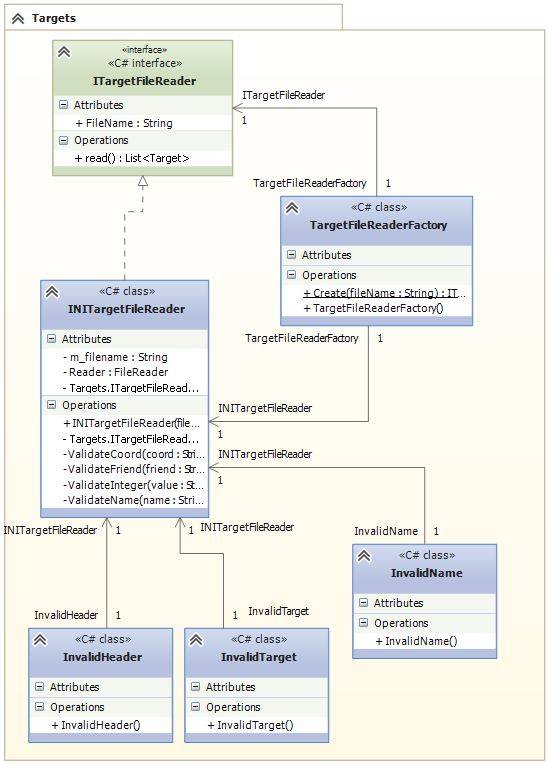 Targets
«interface»
«C# interface»
ITargetFileReader
Attributes
+ FileName : String
Operations
+ read() : List<Target>
ITargetFileReader
1
TargetFileReaderFactory
1
«C# class»
TargetFileReaderFactory
Attributes
Operations
+ Create(fileName : String) : IT...
+ TargetFileReaderFactory()
TargetFileReaderFactory
1
«C# class»
INITargetFileReader
Attributes
- m_filename : String
- Reader : FileReader
- Targets.ITargetFileRead...
Operations
+ INITargetFileReader(file...
- Targets.ITargetFileRead...
- ValidateCoord(coord : Stri...
- ValidateFriend(friend : Str...
- ValidateInteger(value : St...
- ValidateName(name : Strin...
INITargetFileReader
1
INITargetFileReader
1
INITargetFileReader
1
1
INITargetFileReader
InvalidName
1
«C# class»
InvalidName
Attributes
Operations
+ InvalidName()
InvalidHeader
1
InvalidTarget
1
«C# class»
InvalidHeader
Attributes
Operations
+ InvalidHeader()
«C# class»
InvalidTarget
Attributes
Operations
+ InvalidTarget()